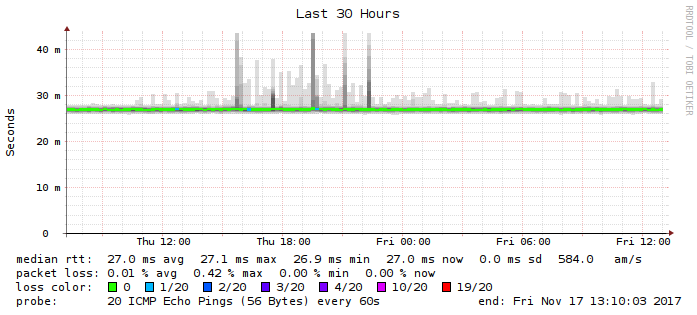 Last 30 Hours
RRDTOOL / TOBI OETIKER
Seconds
40 m
30 m
20 m
10 m
0
Thu 12:00 Thu 18:00 Fri 00:00 Fri 06:00 Fri 12:00
median rtt: 27.0 ms avg 27.1 ms max 26.9 ms min 27.0 ms now 0.0 ms sd 584.0 am/s
packet loss: 0.01 % avg 0.42 % max 0.00 % min 0.00 % now
loss color: 0 1/20 2/20 3/20 4/20 10/20 19/20
probe: 20 ICMP Echo Pings (56 Bytes) every 60s end: Fri Nov 17 13:10:03 2017